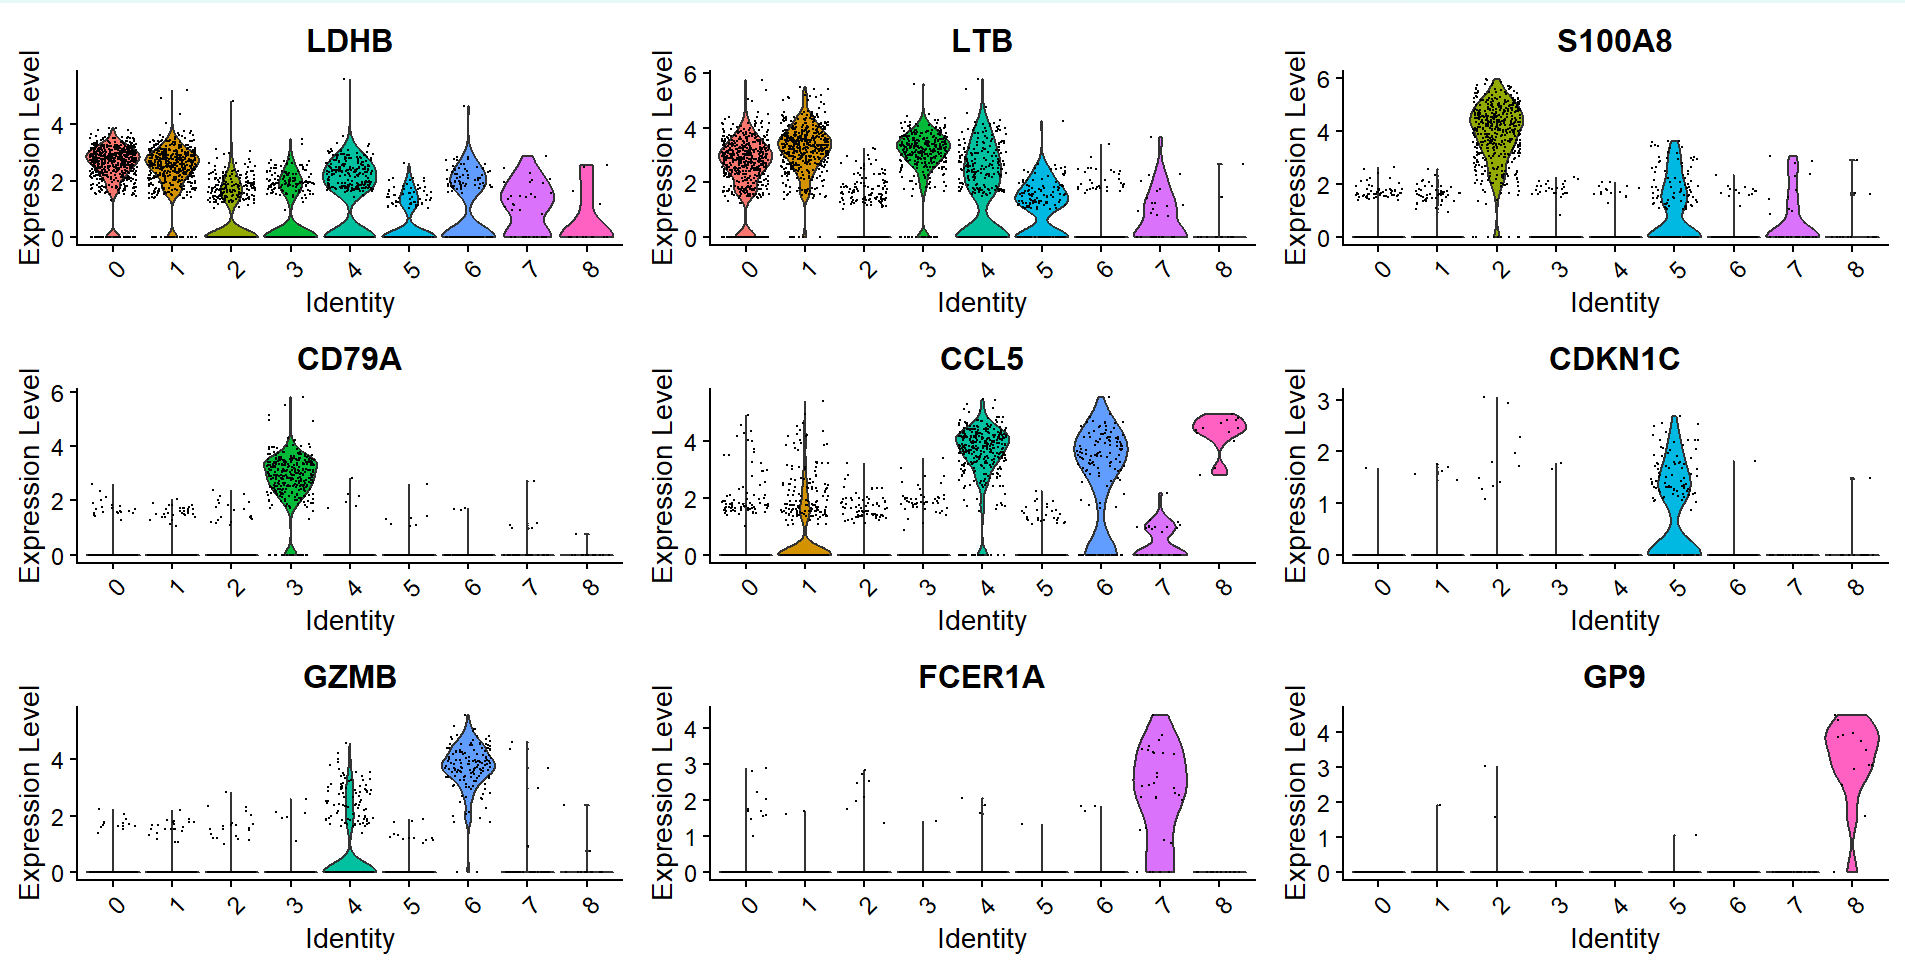 LDHB
LTB
S100A8
Expression Level
4
2
0
0 1 2 3 4 5 6 7 8
Identity
Expression Level
6
4
2
0
0 1 2 3 4 5 6 7 8
Identity
Expression Level
6
4
2
0
0 1 2 3 4 5 6 7 8
Identity
CD79A
CCL5
CDKN1C
Expression Level
6
4
2
0
0 1 2 3 4 5 6 7 8
Identity
Expression Level
4
2
0
0 1 2 3 4 5 6 7 8
Identity
Expression Level
3
2
1
0
0 1 2 3 4 5 6 7 8
Identity
GZMB
FCER1A
GP9
Expression Level
4
2
0
0 1 2 3 4 5 6 7 8
Identity
Expression Level
4
3
2
1
0
0 1 2 3 4 5 6 7 8
Identity
Expression Level
4
3
2
1
0
0 1 2 3 4 5 6 7 8
Identity